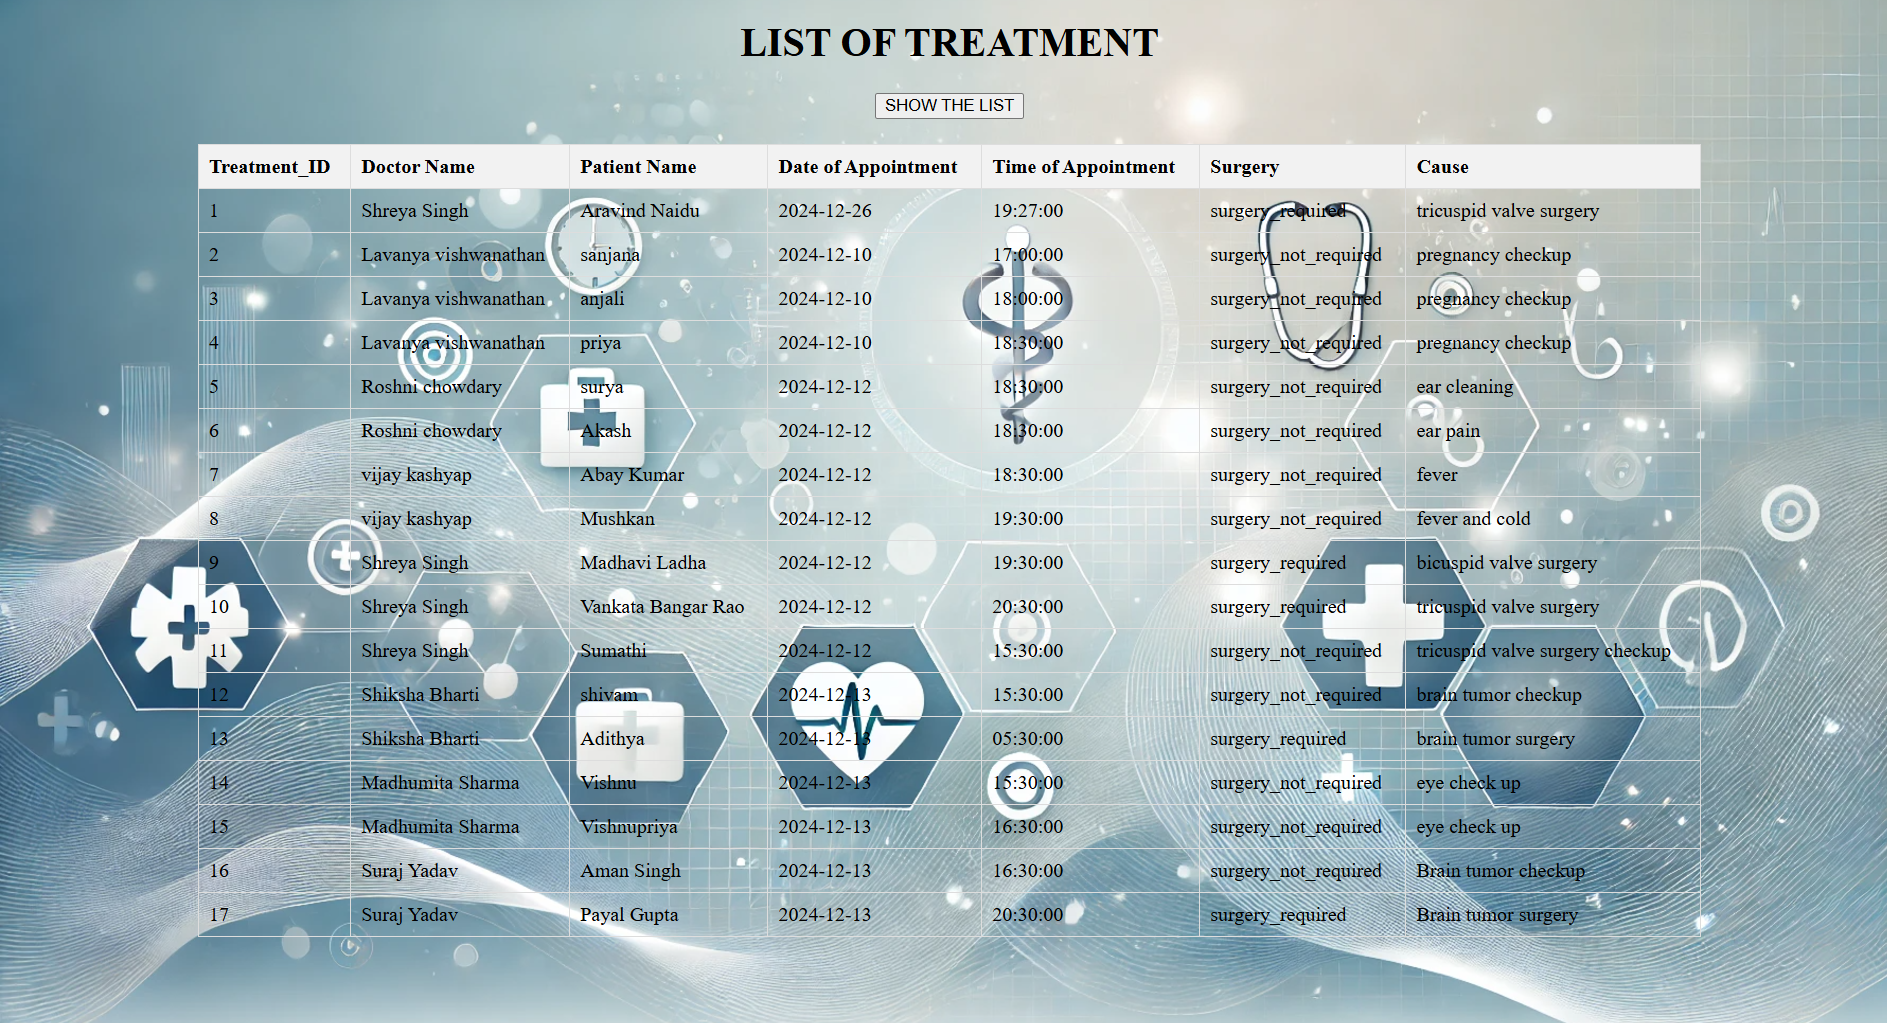 LIST OF TREATMENT
SHOW THE LIST
Treatment_ID Doctor Name Patient Name Date of Appointment Time of Appointment Surgery Cause
1 Shreya Singh Aravind Naidu 2024-12-26 19:27:00 surgery_required tricuspid valve surgery
2 Lavanya vishwanathan sanjana 2024-12-10 17:00:00 surgery_not_required pregnancy checkup
3 Lavanya vishwanathan anjali 2024-12-10 18:00:00 surgery_not_required pregnancy checkup
4 Lavanya vishwanathan priya 2024-12-10 18:30:00 surgery_not_required pregnancy checkup
5 Roshni chowdary surya 2024-12-12 18:30:00 surgery_not_required ear cleaning
6 Roshni chowdary Akash 2024-12-12 18:30:00 surgery_not_required ear pain
7 vijay kashyap Abay Kumar 2024-12-12 18:30:00 surgery_not_required fever
8 vijay kashyap Mushkan 2024-12-12 19:30:00 surgery_not_required fever and cold
9 Shreya Singh Madhavi Ladha 2024-12-12 19:30:00 surgery_required bicuspid valve surgery
10 Shreya Singh Vankata Bangar Rao 2024-12-12 20:30:00 surgery_required tricuspid valve surgery
11 Shreya Singh Sumathi 2024-12-12 15:30:00 surgery_not_required tricuspid valve surgery checkup
12 Shiksha Bharti shivam 2024-12-13 15:30:00 surgery_not_required brain tumor checkup
13 Shiksha Bharti Adithya 2024-12-13 05:30:00 surgery_required brain tumor surgery
14 Madhumita Sharma Vishnu 2024-12-13 15:30:00 surgery_not_required eye check up
15 Madhumita Sharma Vishnupriya 2024-12-13 16:30:00 surgery_not_required eye check up
16 Suraj Yadav Aman Singh 2024-12-13 16:30:00 surgery_not_required Brain tumor checkup
17 Suraj Yadav Payal Gupta 2024-12-13 20:30:00 surgery_required Brain tumor surgery